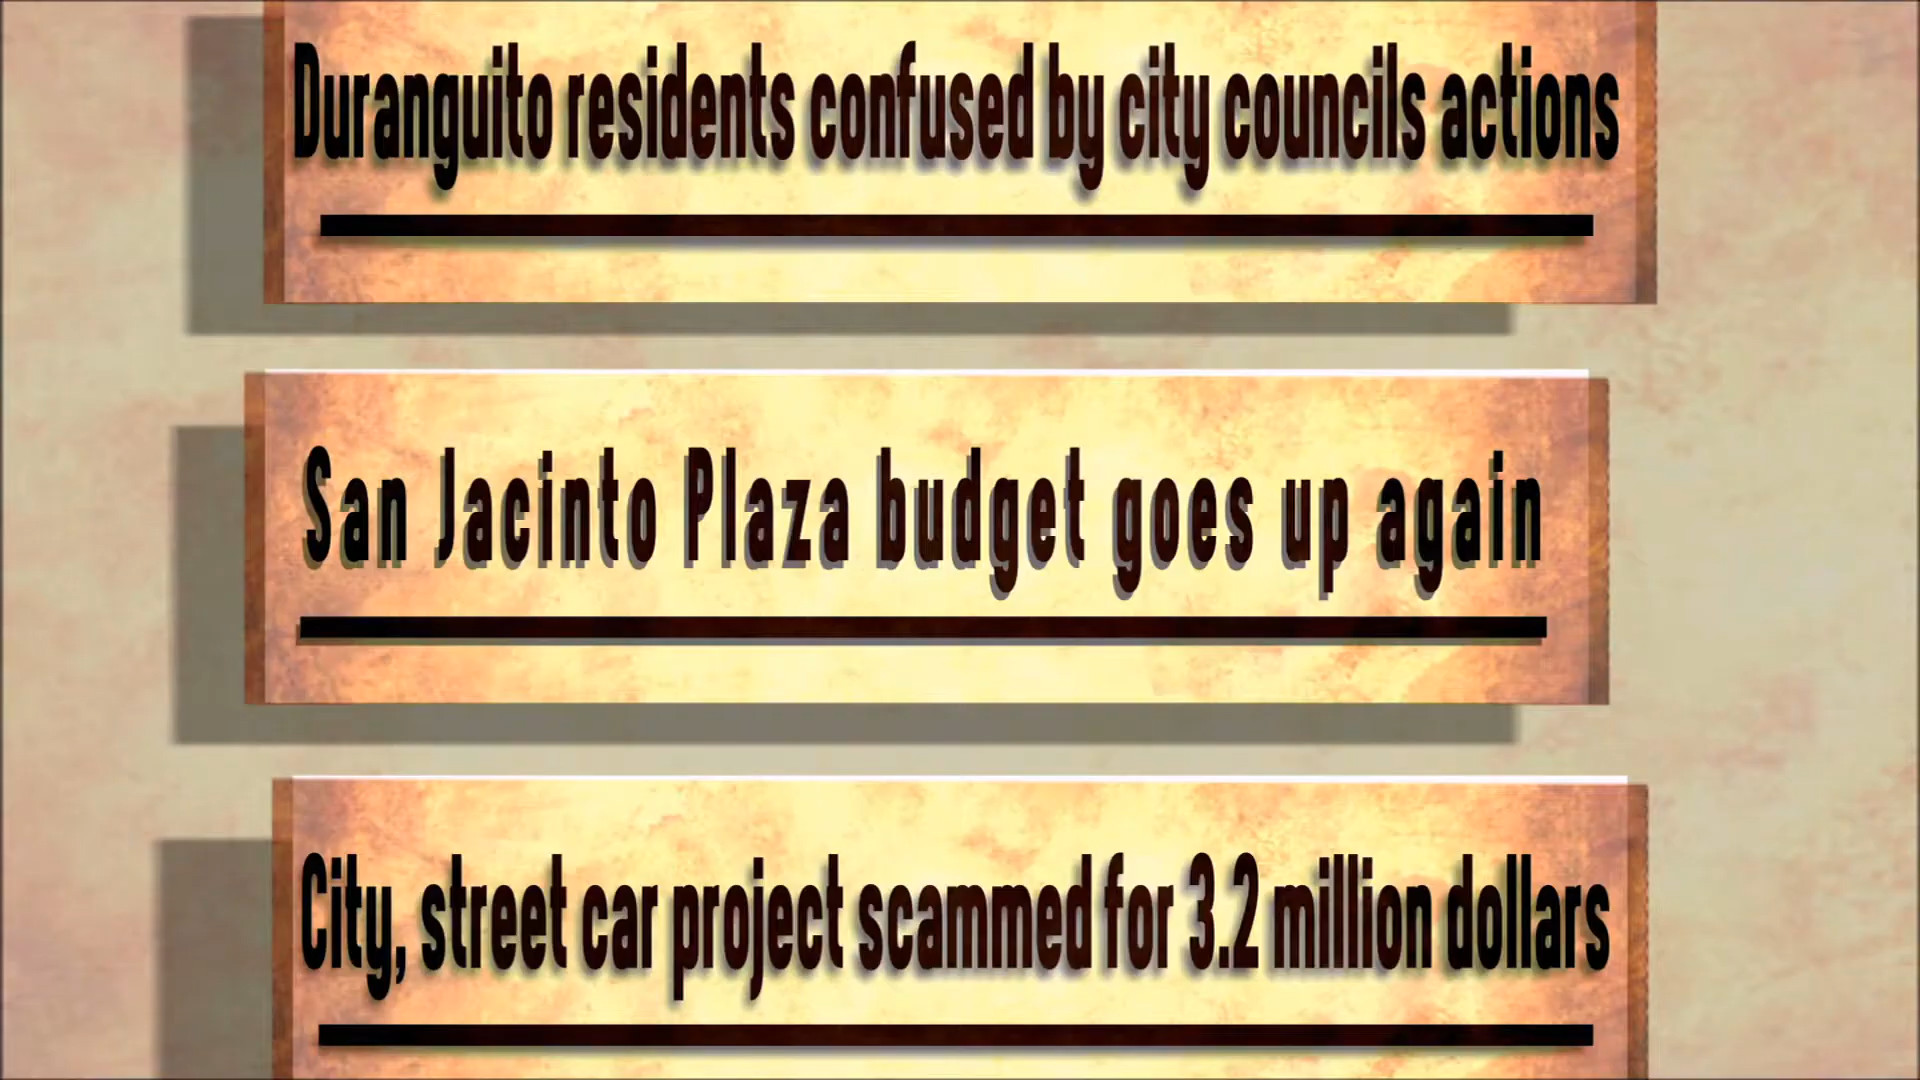 Duranguito residents confused by city councils actions
San Jacinto Plaza budget goes up again
City, street car project scammed for 3.2 million dollars